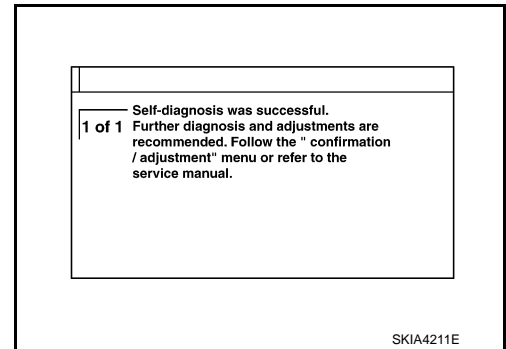 Self-diagnosis was successful.
1 of 1 Further diagnosis and adjustments are
recommended. Follow the " confirmation
/ adjustment" menu or refer to the
service manual.
SKIA4211E